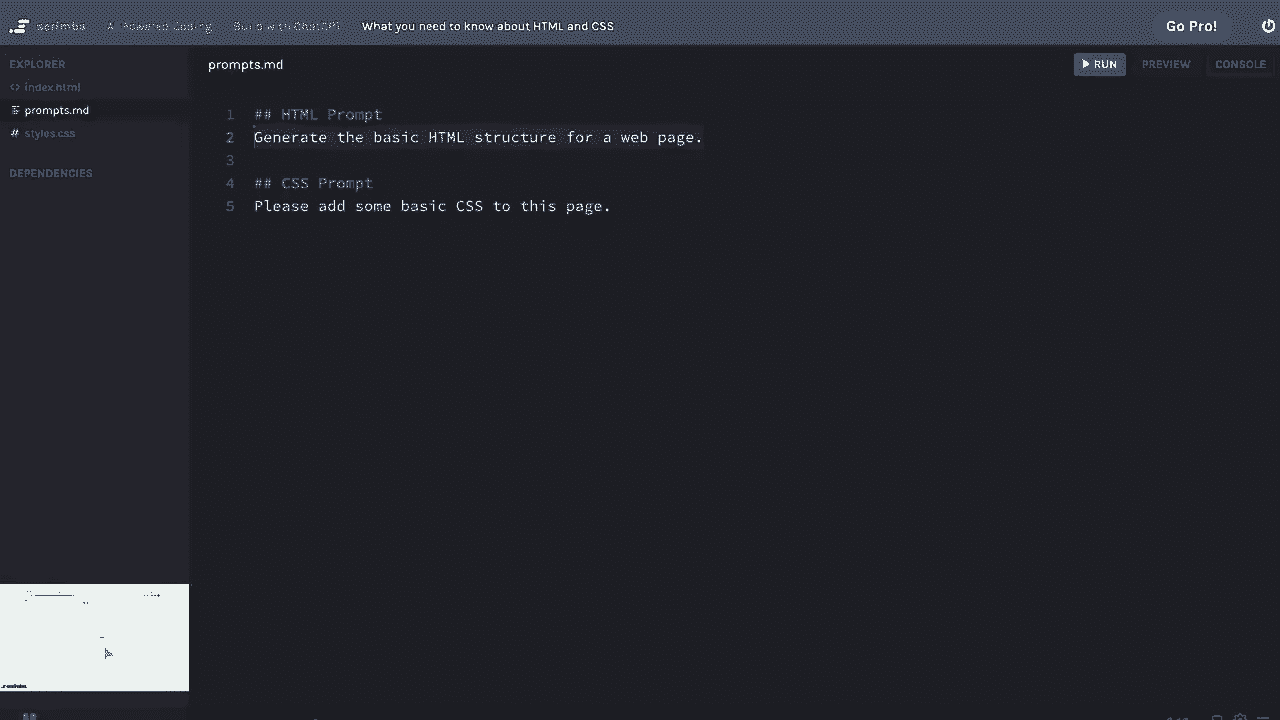 scrimba AI-Powered Coding Build with ChatGPT What you need to know about HTML and CSS Go Pro!
EXPLORER
index.html
prompts.md
styles.css
DEPENDENCIES
prompts.md
RUN PREVIEW CONSOLE
1 ## HTML Prompt
2 Generate the basic HTML structure for a web page.
3
4 ## CSS Prompt
5 Please add some basic CSS to this page.